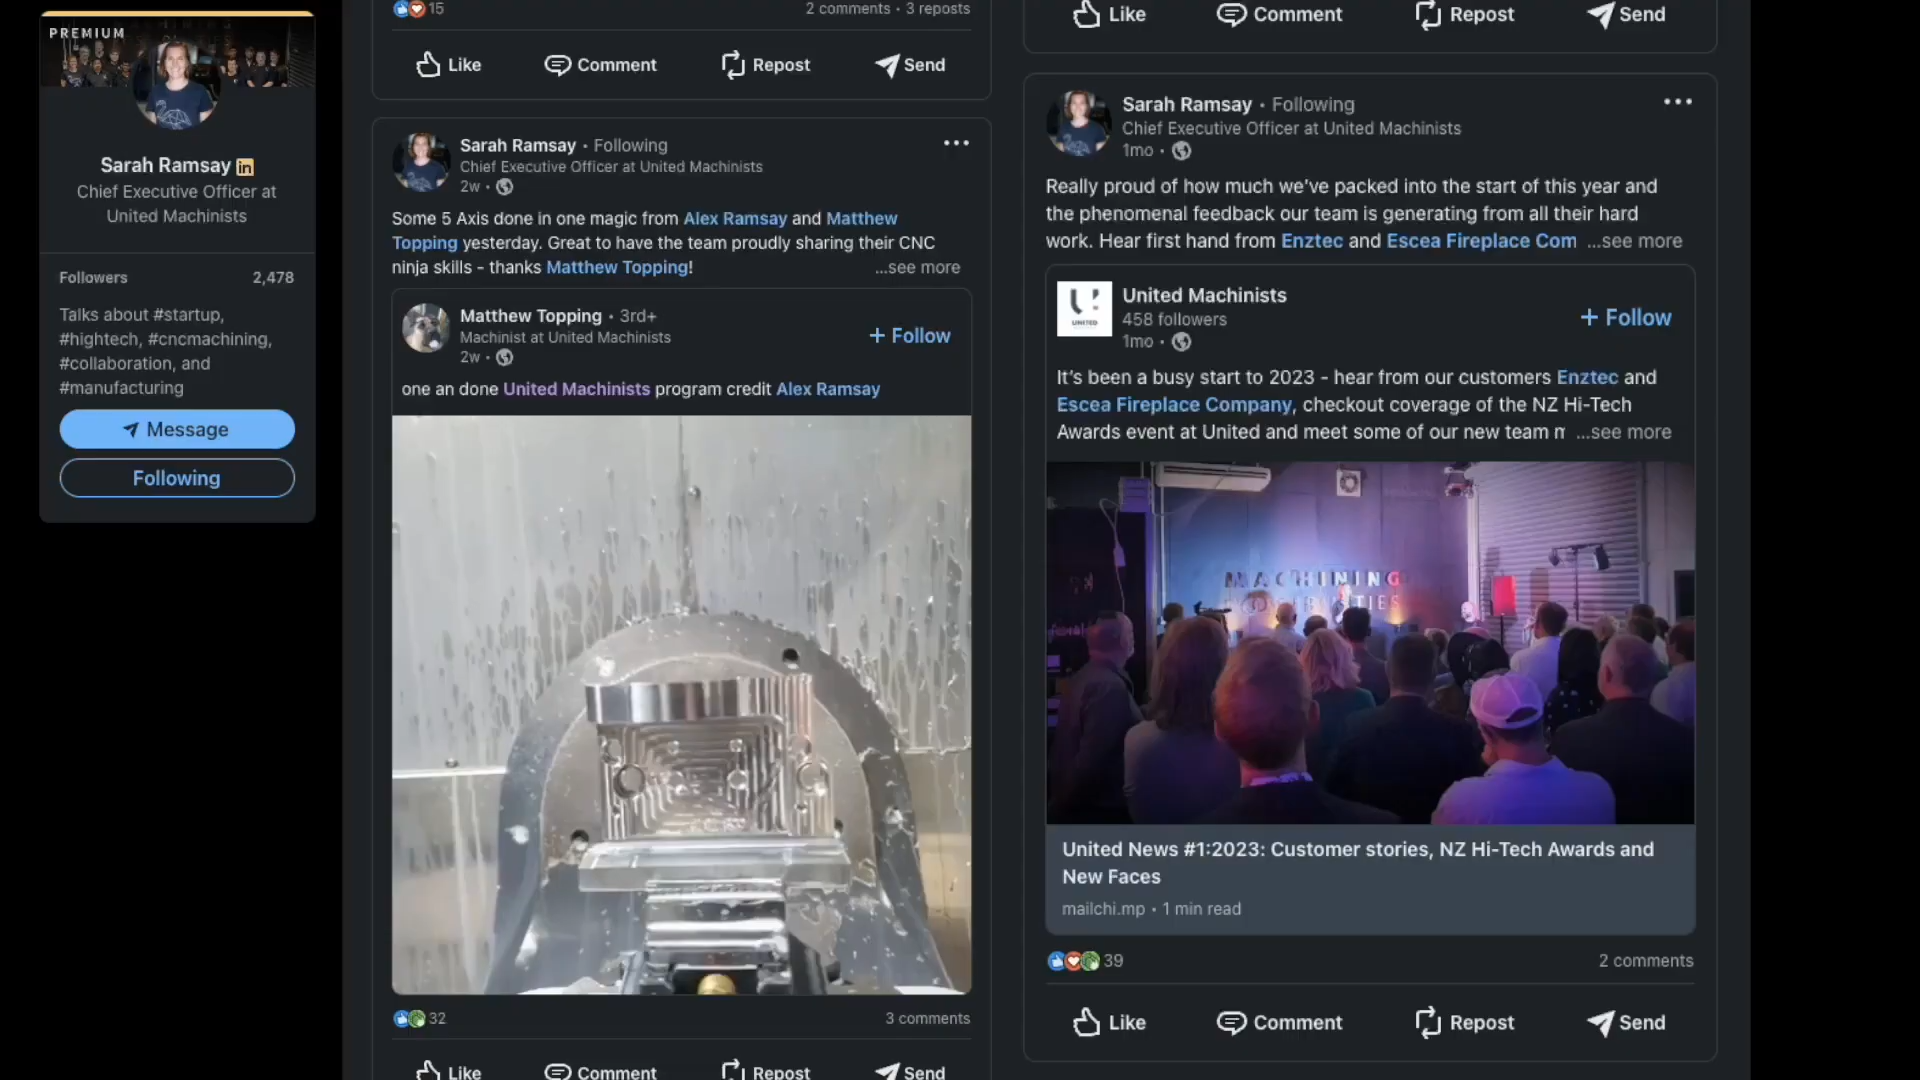 PREMIUM
Sarah Ramsay in
Chief Executive Officer at
United Machinists
Followers 2,478
Talks about #startup,
#hightech, #cncmachining,
#collaboration, and
#manufacturing
Message
Following
15 2 comments · 3 reposts
Like Comment Repost Send
Sarah Ramsay · Following
Chief Executive Officer at United Machinists
2w ·
Some 5 Axis done in one magic from Alex Ramsay and Matthew
Topping yesterday. Great to have the team proudly sharing their CNC
ninja skills - thanks Matthew Topping! ...see more
Matthew Topping · 3rd+
Machinist at United Machinists
2w ·
+ Follow
one an done United Machinists program credit Alex Ramsay
32 3 comments
Like Comment Repost Send
Like Comment Repost Send
Sarah Ramsay · Following
Chief Executive Officer at United Machinists
1mo ·
Really proud of how much we've packed into the start of this year and
the phenomenal feedback our team is generating from all their hard
work. Hear first hand from Enztec and Escea Fireplace Com ...see more
UNITED
United Machinists
458 followers
1mo ·
+ Follow
It's been a busy start to 2023 - hear from our customers Enztec and
Escea Fireplace Company, checkout coverage of the NZ Hi-Tech
Awards event at United and meet some of our new team m ...see more
MACHINING
United News #1:2023: Customer stories, NZ Hi-Tech Awards and
New Faces
mailchi.mp · 1 min read
39 2 comments
Like Comment Repost Send